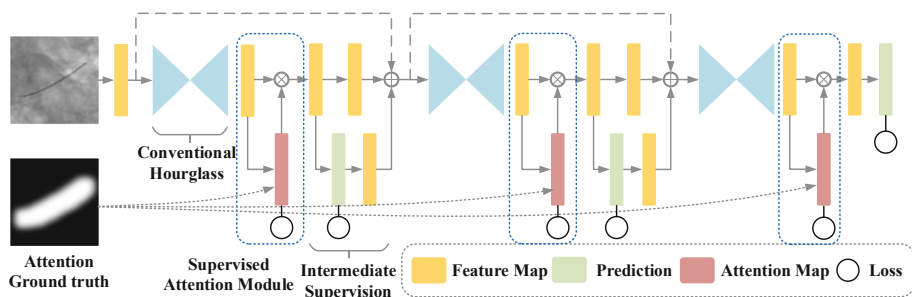 Conventional
Hourglass
Attention
Ground truth
Supervised
Attention Module
Intermediate
Supervision
Feature Map
Prediction
Attention Map
Loss